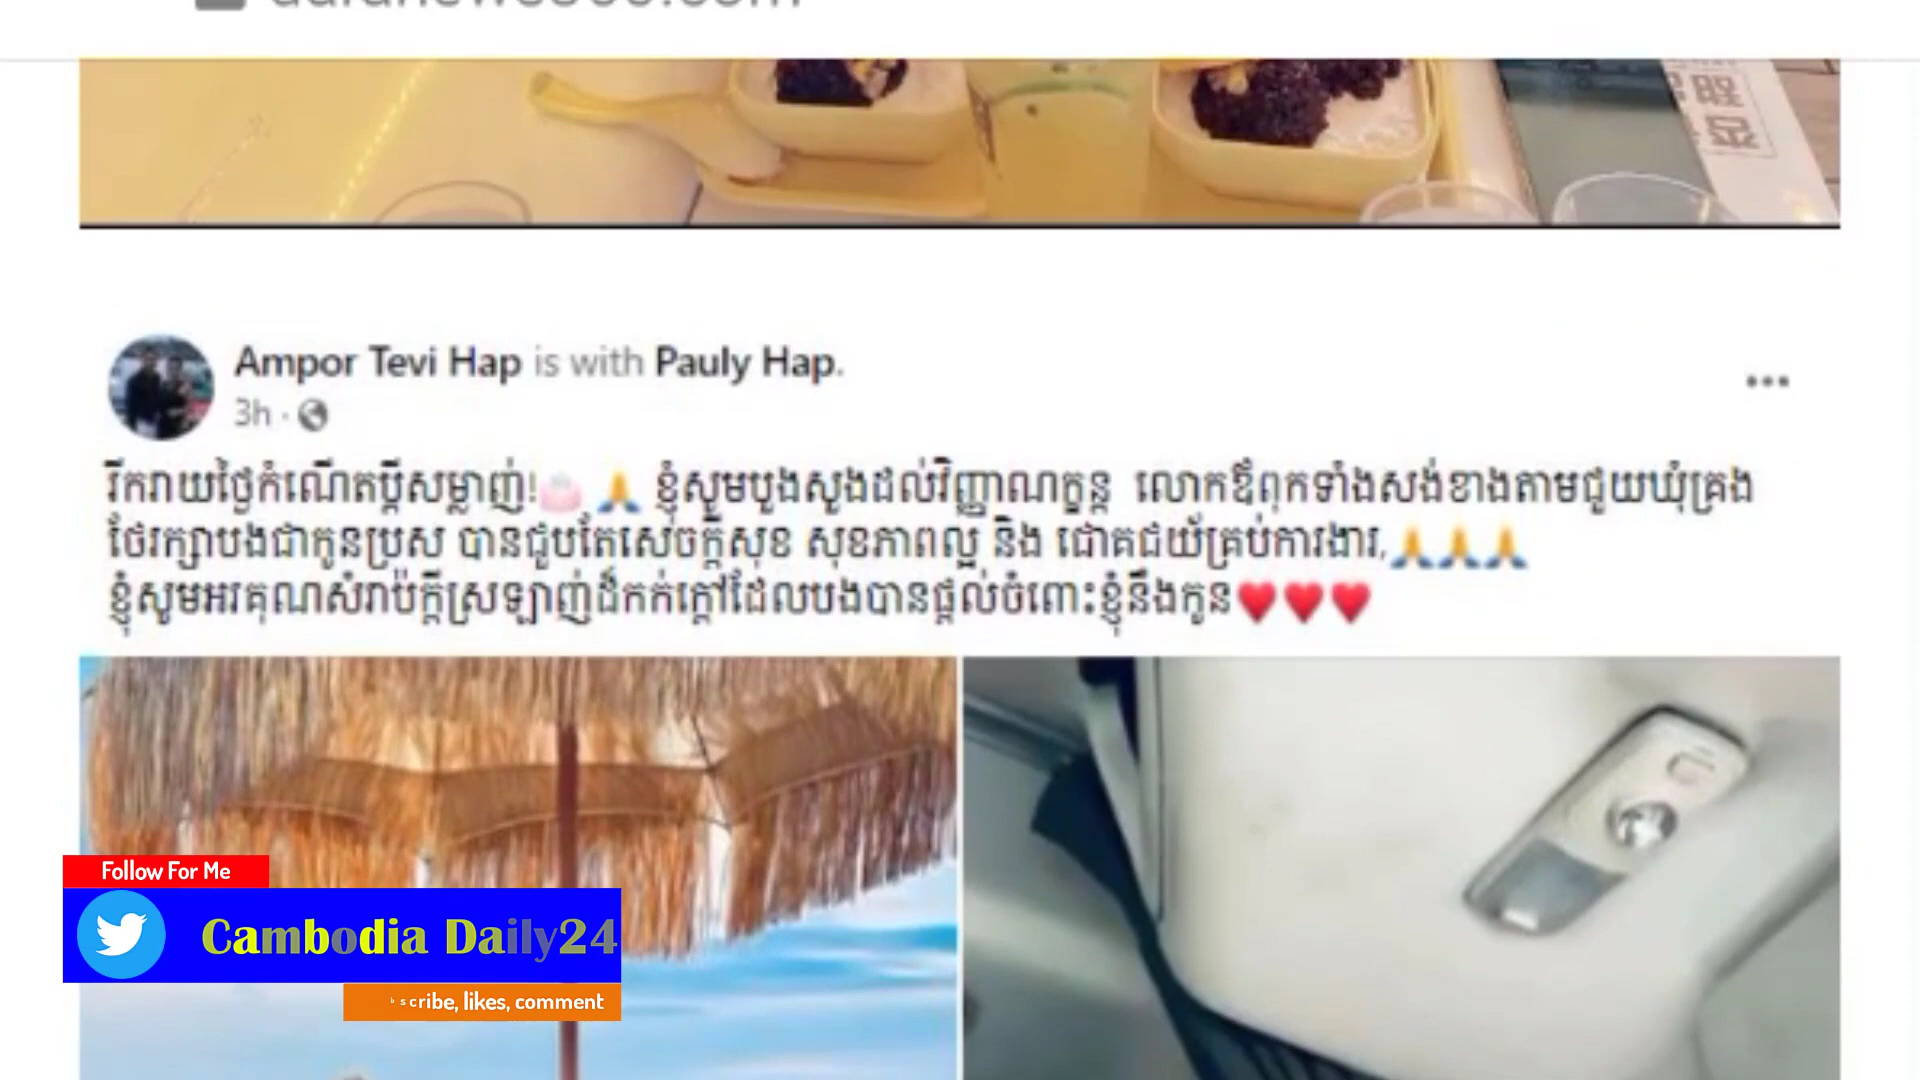 Ampor Tevi Hap is with Pauly Hap.
3h ·
រីករាយថ្ងៃកំណើតប្ដីសម្លាញ់!🎂🙏 ខ្ញុំសូមបួងសួងដល់វិញ្ញាណក្ខន្ធ លោកឪពុកទាំងសង់ខាងតាមជួយឃុំគ្រង
ថែរក្សាបងជាកូនប្រុស បានជួបតែសេចក្ដីសុខ សុខភាពល្អ និង ជោគជយ័គ្រប់ការងារ,🙏🙏🙏
ខ្ញុំសូមអរគុណសំរាប់ក្ដីស្រឡាញ់ដ៏កក់ក្ដៅដែលបងបានផ្ដល់ចំពោះខ្ញុំនឹងកូន❤️❤️❤️
Follow For Me
Cambodia Daily24
scribe, likes, comment